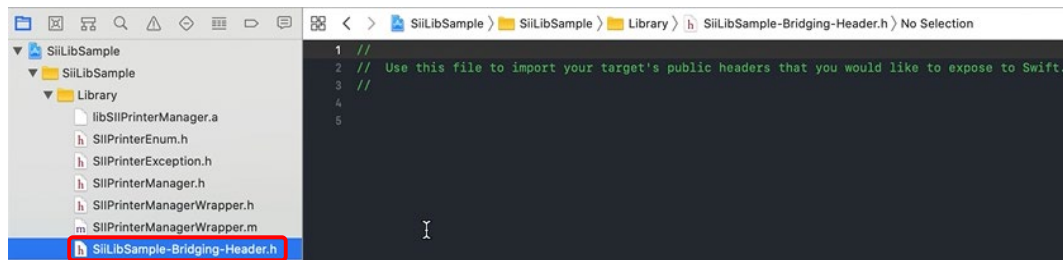 SiiLibSample › SiiLibSample › Library › h SiiLibSample-Bridging-Header.h › No Selection
SiiLibSample
SiiLibSample
Library
libSIIPrinterManager.a
h SIIPrinterEnum.h
h SIIPrinterException.h
h SIIPrinterManager.h
h SIIPrinterManagerWrapper.h
m SIIPrinterManagerWrapper.m
h SiiLibSample-Bridging-Header.h
1 //
2 //  Use this file to import your target's public headers that you would like to expose to Swift.
3 //
4
5